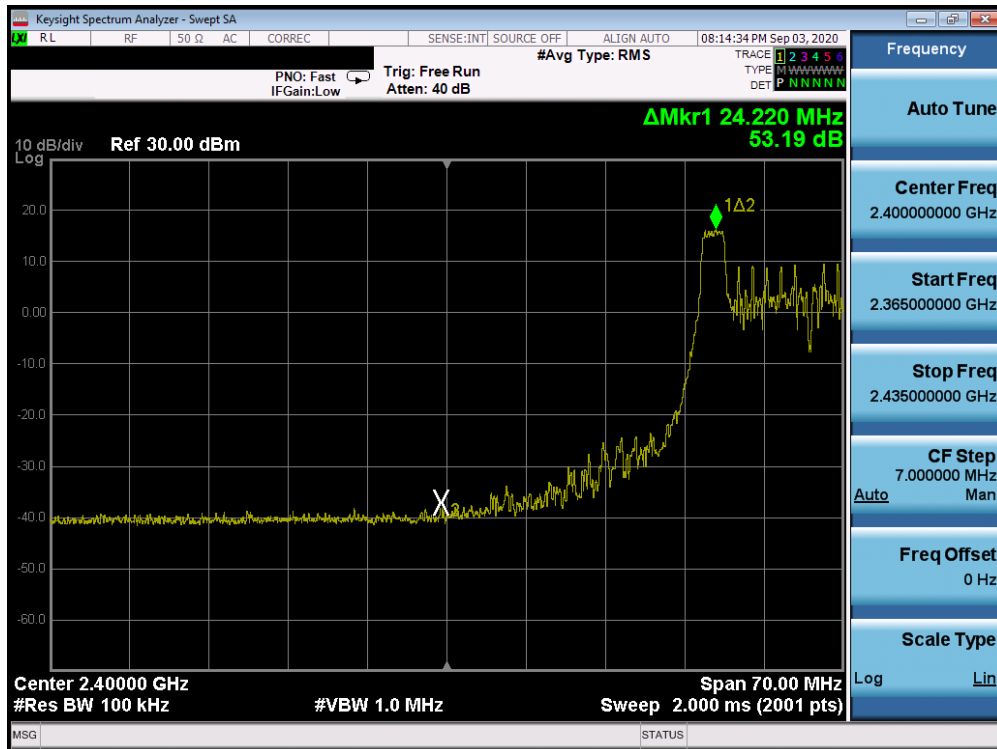 Keysight Spectrum Analyzer - Swept SA
LXI RL RF 50 Ω AC CORREC SENSE:INT SOURCE OFF ALIGN AUTO 08:14:34 PM Sep 03, 2020
#Avg Type: RMS
TRACE 1 2 3 4 5 6
PNO: Fast Trig: Free Run
TYPE M WWWWW
IFGain:Low Atten: 40 dB
DET P N N N N N
ΔMkr1 24.220 MHz
53.19 dB
10 dB/div Ref 30.00 dBm
Log
1Δ2
20.0
10.0
0.00
-10.0
-20.0
-30.0
-40.0
-50.0
-60.0
X
Center 2.40000 GHz Span 70.00 MHz
#Res BW 100 kHz #VBW 1.0 MHz Sweep 2.000 ms (2001 pts)
MSG STATUS
Frequency
Auto Tune
Center Freq
2.400000000 GHz
Start Freq
2.365000000 GHz
Stop Freq
2.435000000 GHz
CF Step
7.000000 MHz
Auto Man
Freq Offset
0 Hz
Scale Type
Log Lin